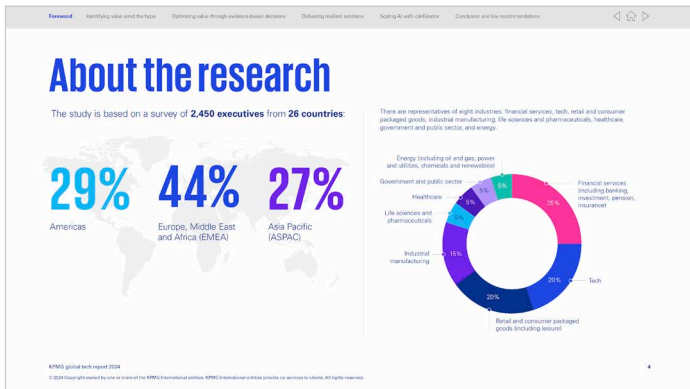 Foreword Identifying value amid the hype Optimizing value through evidence-based decisions Delivering resilient solutions Scaling AI with confidence Conclusion and key recommendations
About the research
The study is based on a survey of 2,450 executives from 26 countries:
29%
Americas
44%
Europe, Middle East
and Africa (EMEA)
27%
Asia Pacific
(ASPAC)
There are representatives of eight industries: financial services, tech, retail and consumer
packaged goods, industrial manufacturing, life sciences and pharmaceuticals, healthcare,
government and public sector, and energy.
Energy (including oil and gas, power
and utilities, chemicals and renewables)
5%
Government and public sector
5%
Healthcare
5%
Life sciences and
pharmaceuticals
5%
Industrial
manufacturing
15%
Financial services
(including banking,
investment, pension,
insurance)
25%
20%
Tech
20%
Retail and consumer packaged
goods (including leisure)
KPMG global tech report 2024
4
© 2024 Copyright owned by one or more of the KPMG International entities. KPMG International entities provide no services to clients. All rights reserved.